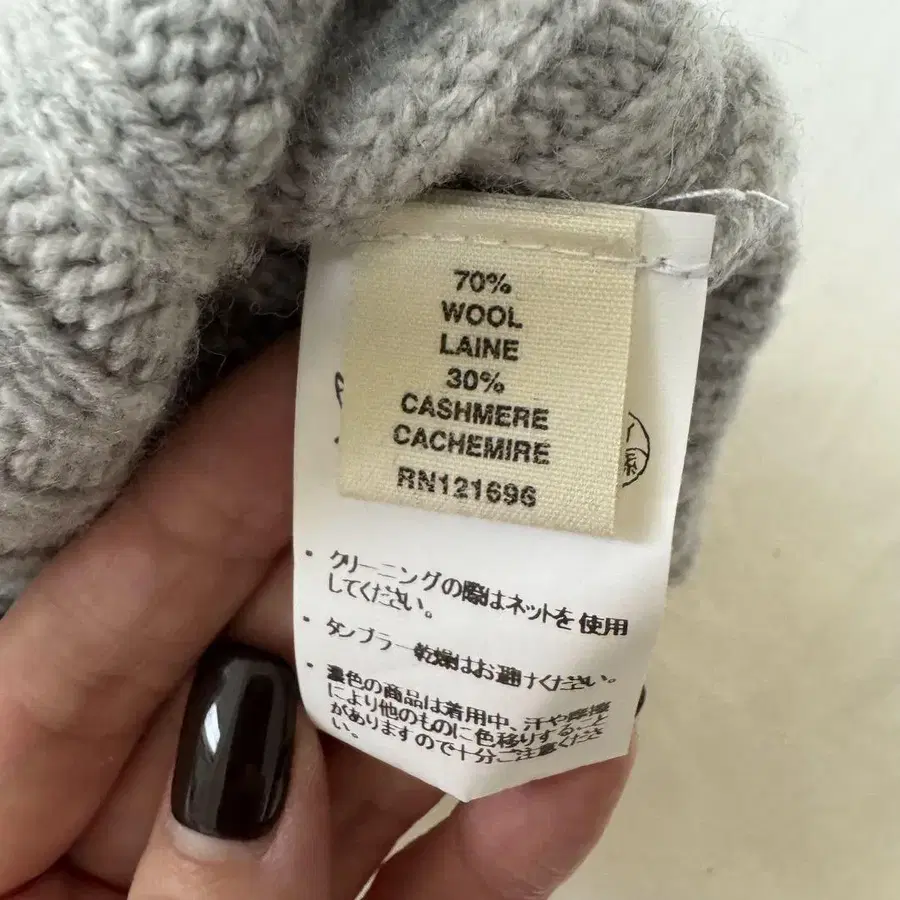 70%
WOOL
LAINE
30%
CASHMERE
CACHEMIRE
RN121696
・クリーニングの際はネットを使用
してください。
・タンブラー乾燥はお避けください。
・濃色の商品は着用中、汗や摩擦
により他のものに色移りすること
がありますので十分ご注意くださ
い。